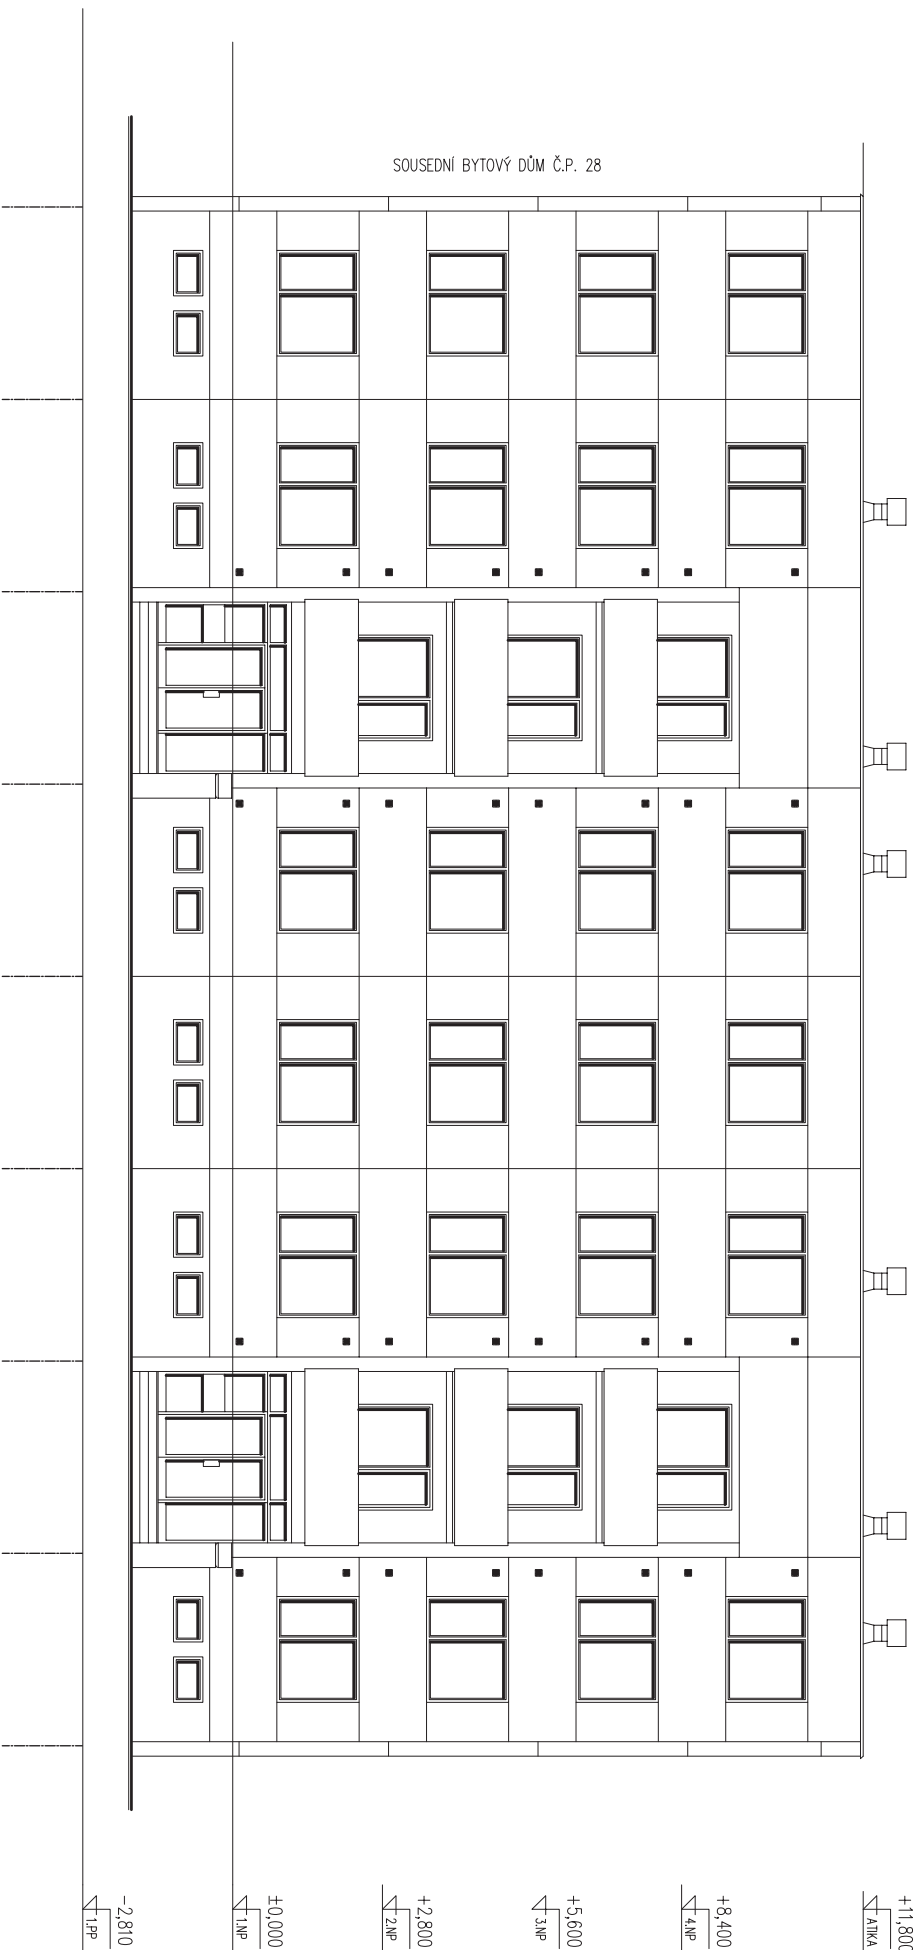 SOUSEDNÍ BYTOVÝ DŮM Č.P. 28
+11,800
ATIKA
+8,400
4.NP
+5,600
3.NP
+2,800
2.NP
±0,000
1.NP
-2,810
1.PP